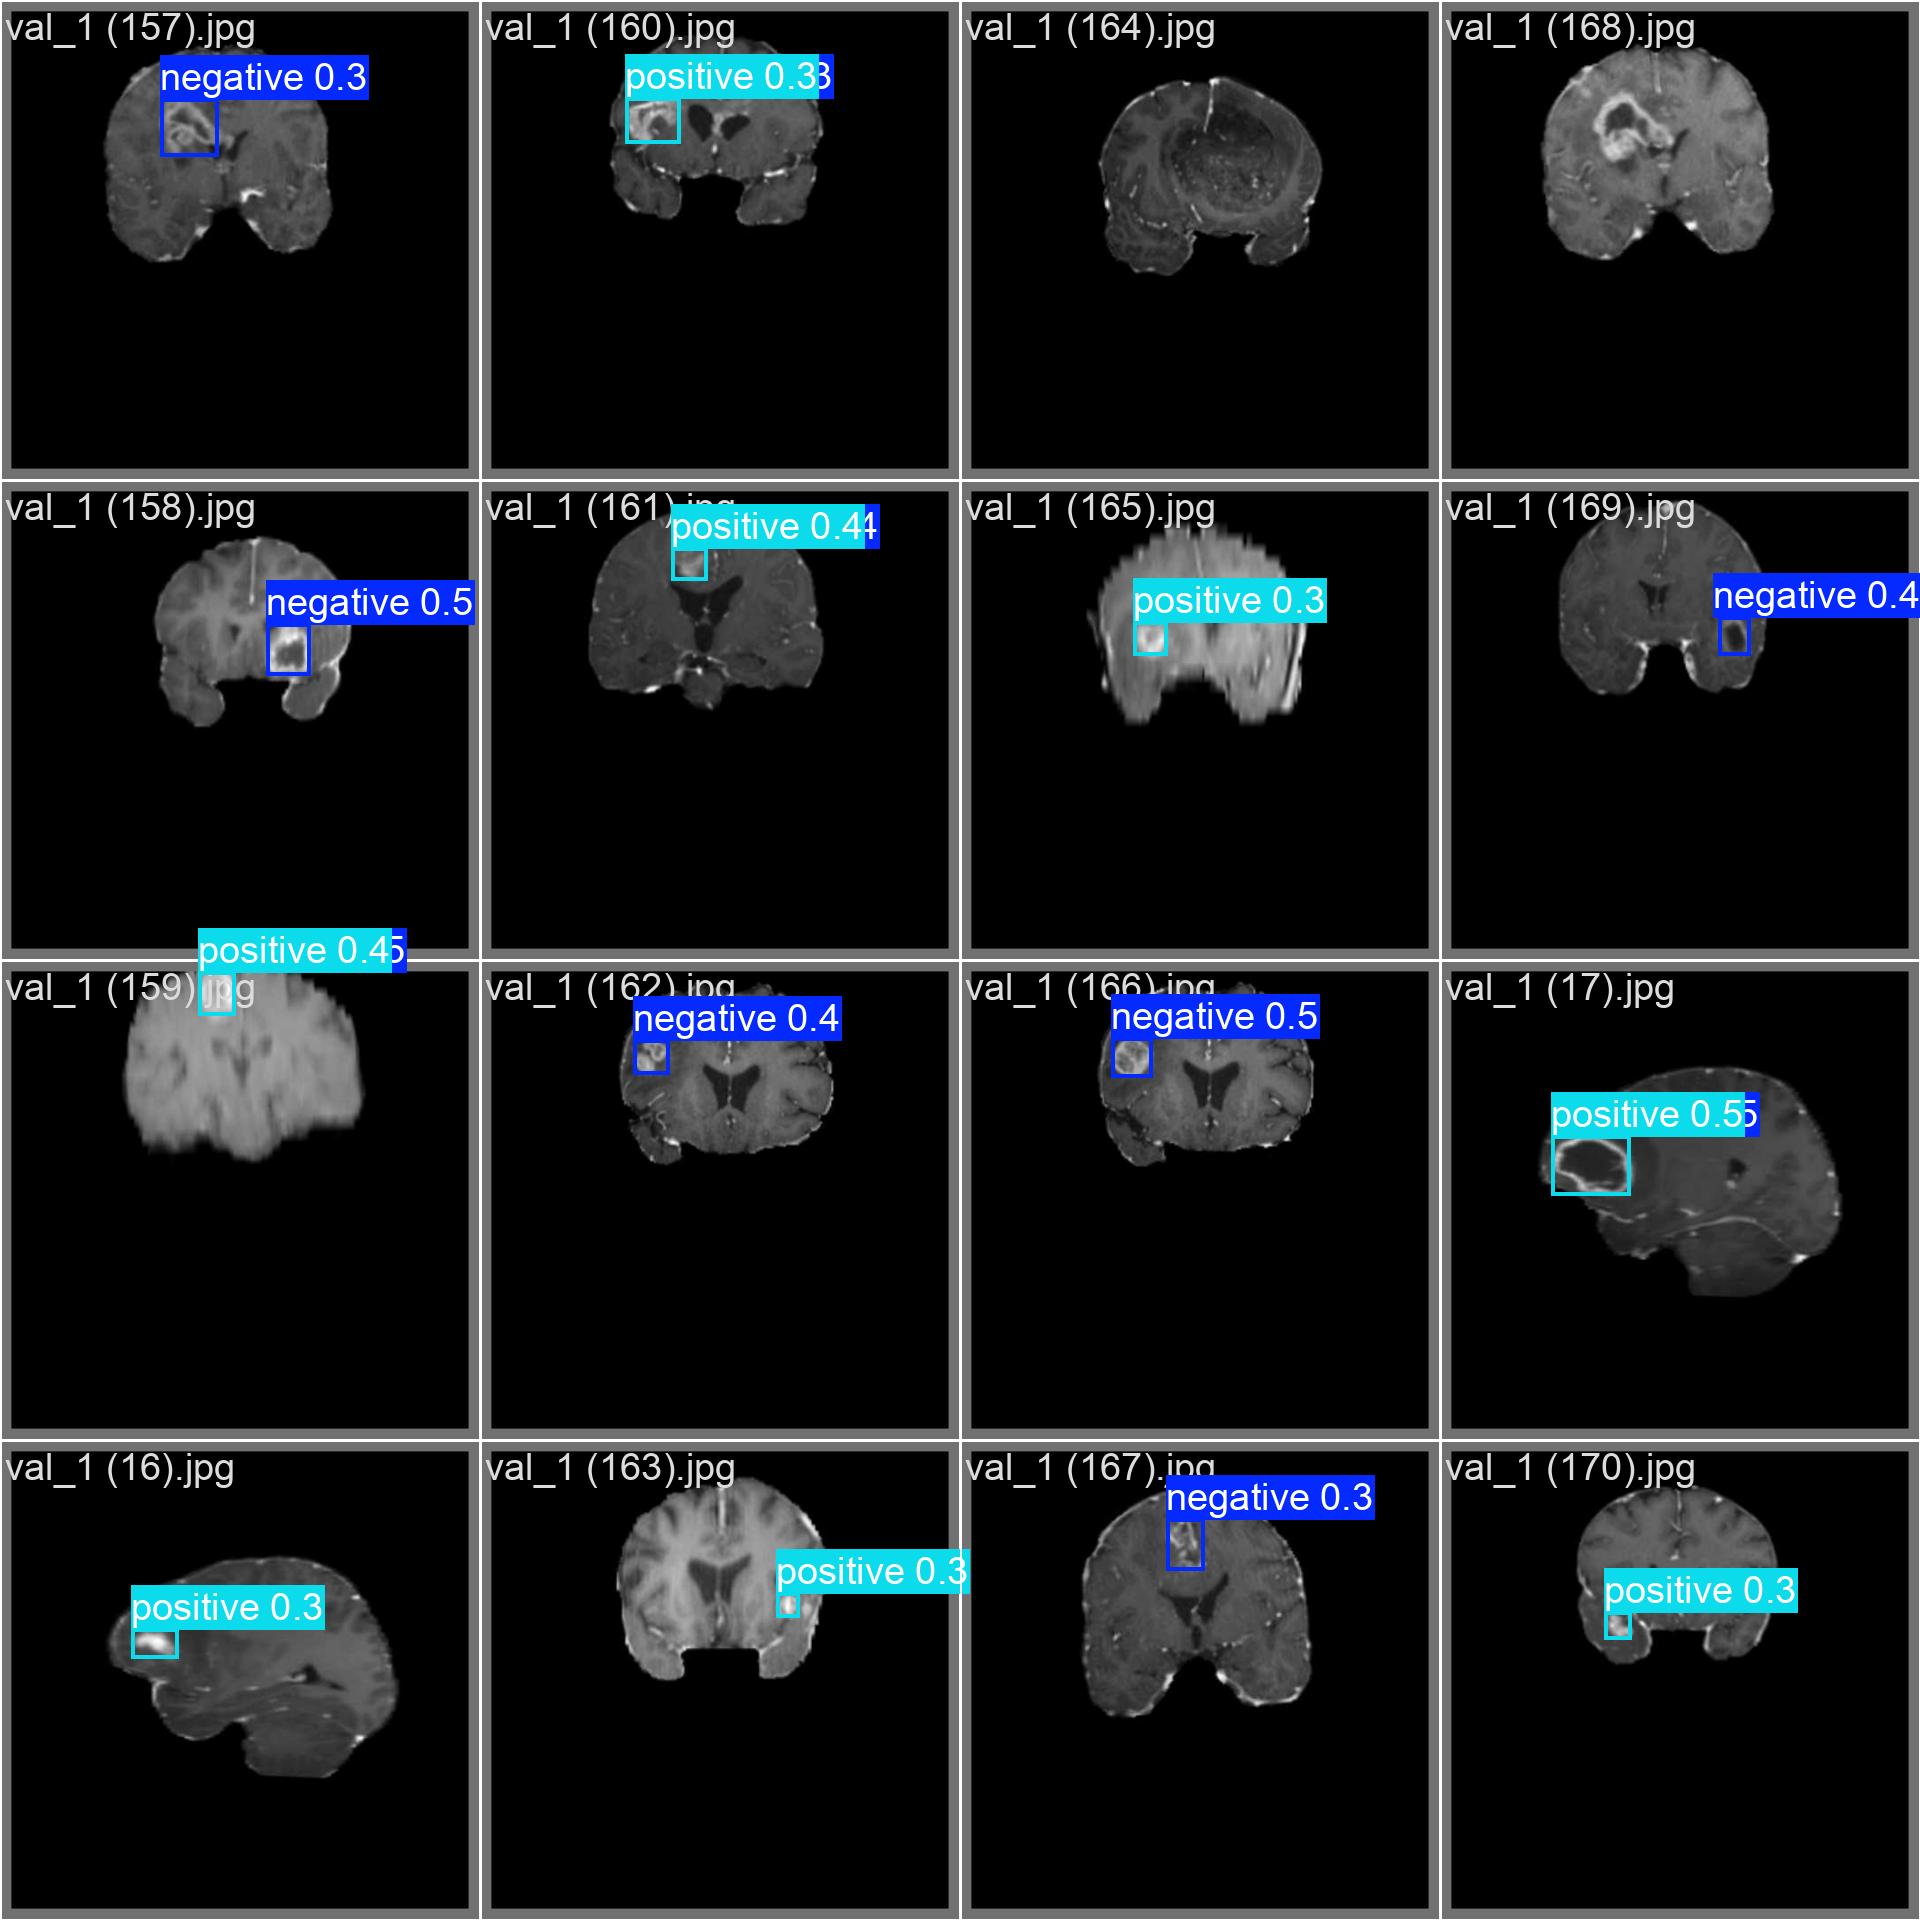 val_1 (157).jpg
negative 0.3
val_1 (160).jpg
positive 0.3
val_1 (164).jpg
val_1 (168).jpg
val_1 (158).jpg
negative 0.5
val_1 (161).jpg
positive 0.4
val_1 (165).jpg
positive 0.3
val_1 (169).jpg
negative 0.4
val_1 (159).jpg
positive 0.4
val_1 (162).jpg
negative 0.4
val_1 (166).jpg
negative 0.5
val_1 (17).jpg
positive 0.5
val_1 (16).jpg
positive 0.3
val_1 (163).jpg
positive 0.3
val_1 (167).jpg
negative 0.3
val_1 (170).jpg
positive 0.3